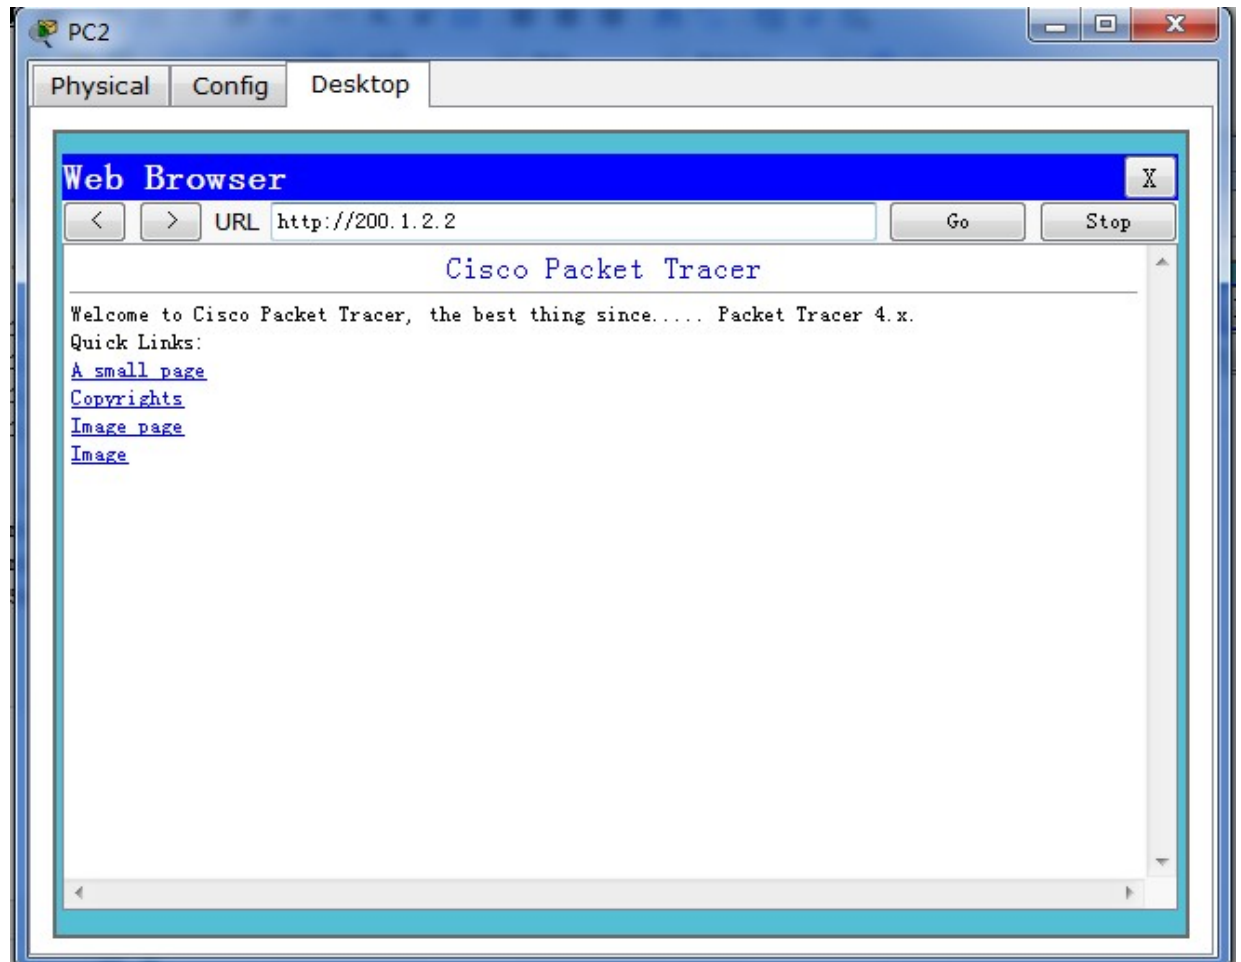 PC2
Physical Config Desktop
Web Browser X
< > URL http://200.1.2.2 Go Stop
Cisco Packet Tracer
Welcome to Cisco Packet Tracer, the best thing since..... Packet Tracer 4.x.
Quick Links:
A small page
Copyrights
Image page
Image